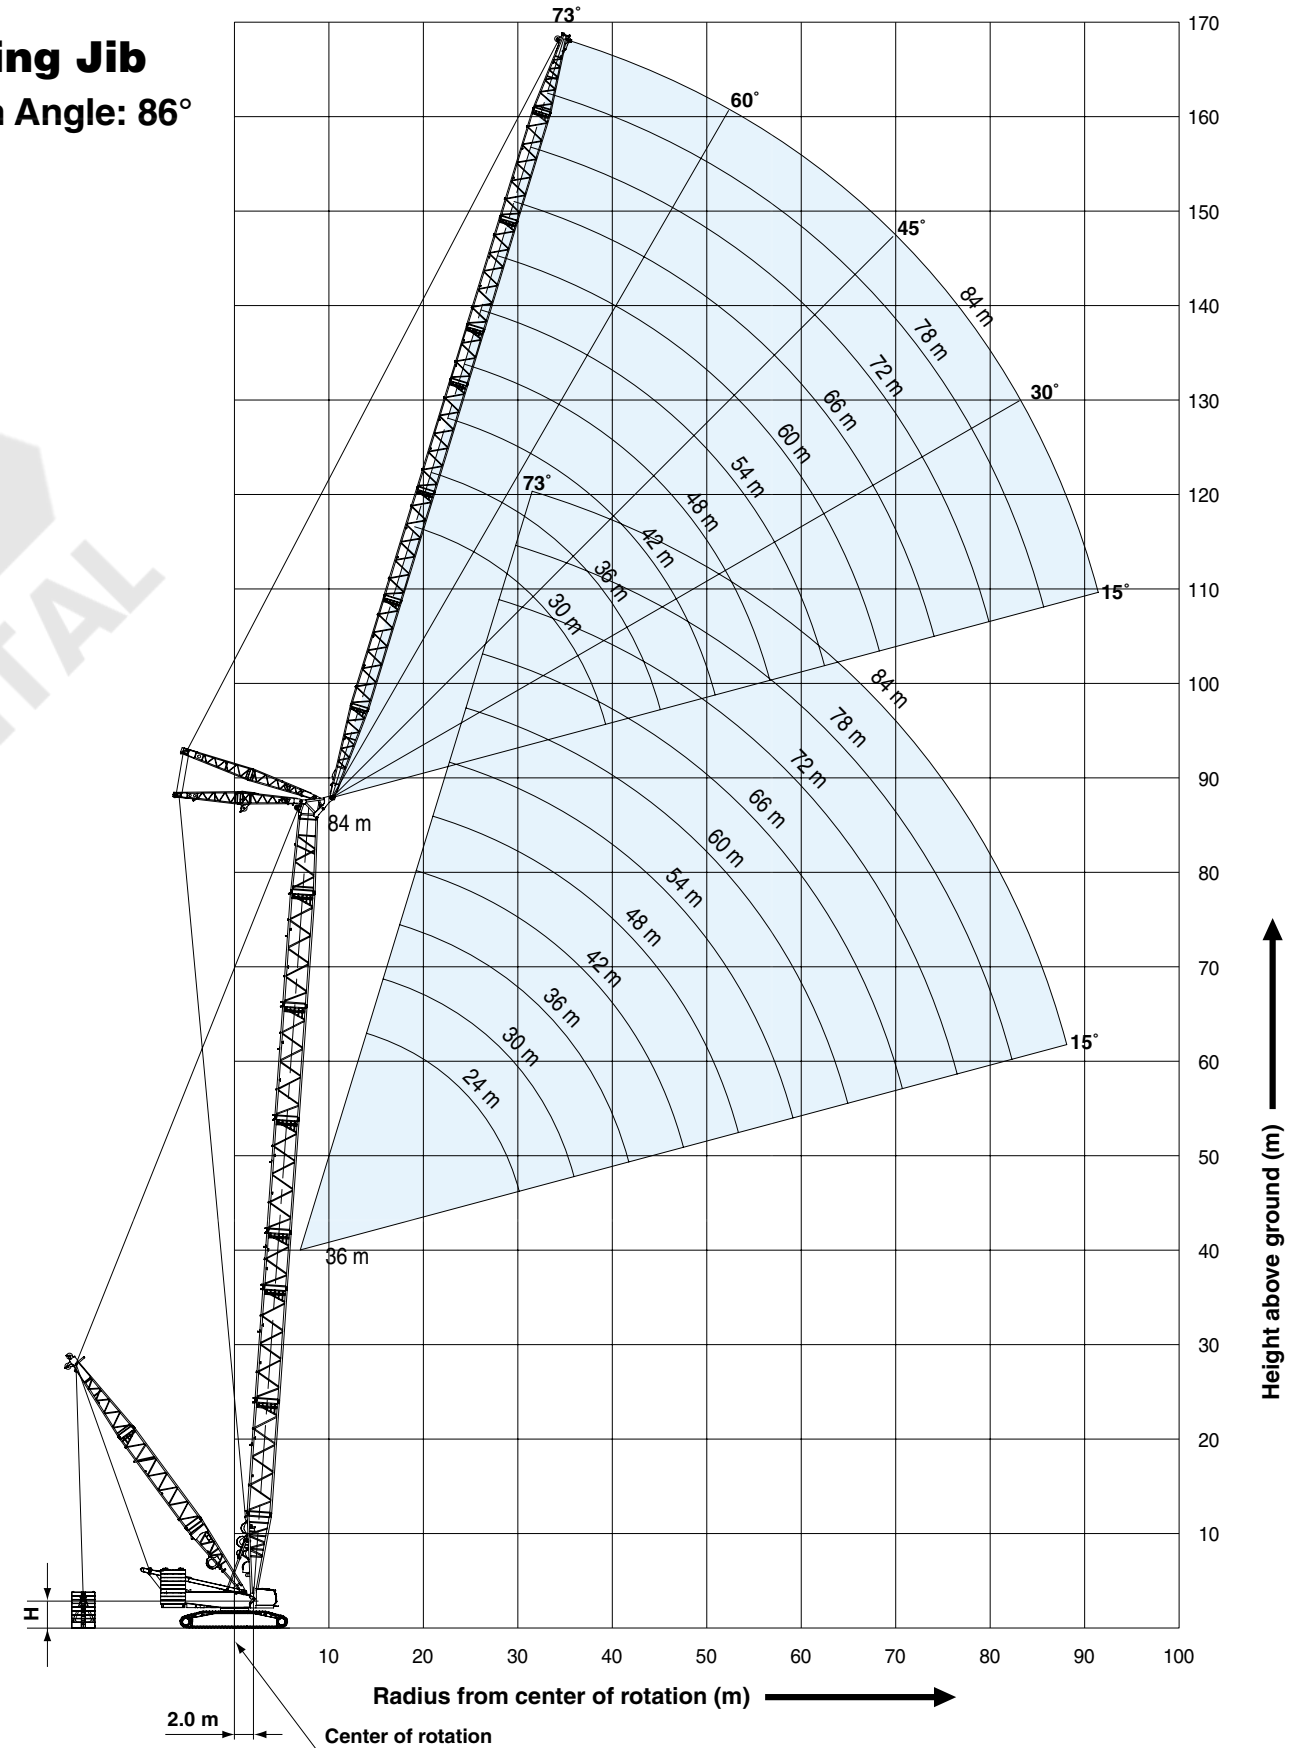 73°
170
ing Jib
Angle: 86°
60°
160
150
45°
84 m
140
78 m
72 m
130
30°
66 m
60 m
54 m
73°
120
48 m
42 m
36 m
110
15°
30 m
100
84 m
78 m
72 m
90
66 m
84 m
60 m
80
54 m
48 m
42 m
70
36 m
30 m
15°
60
24 m
50
40
36 m
Height above ground (m)
30
20
10
H
10 20 30 40 50 60 70 80 90 100
Radius from center of rotation (m)
2.0 m
Center of rotation
TAL